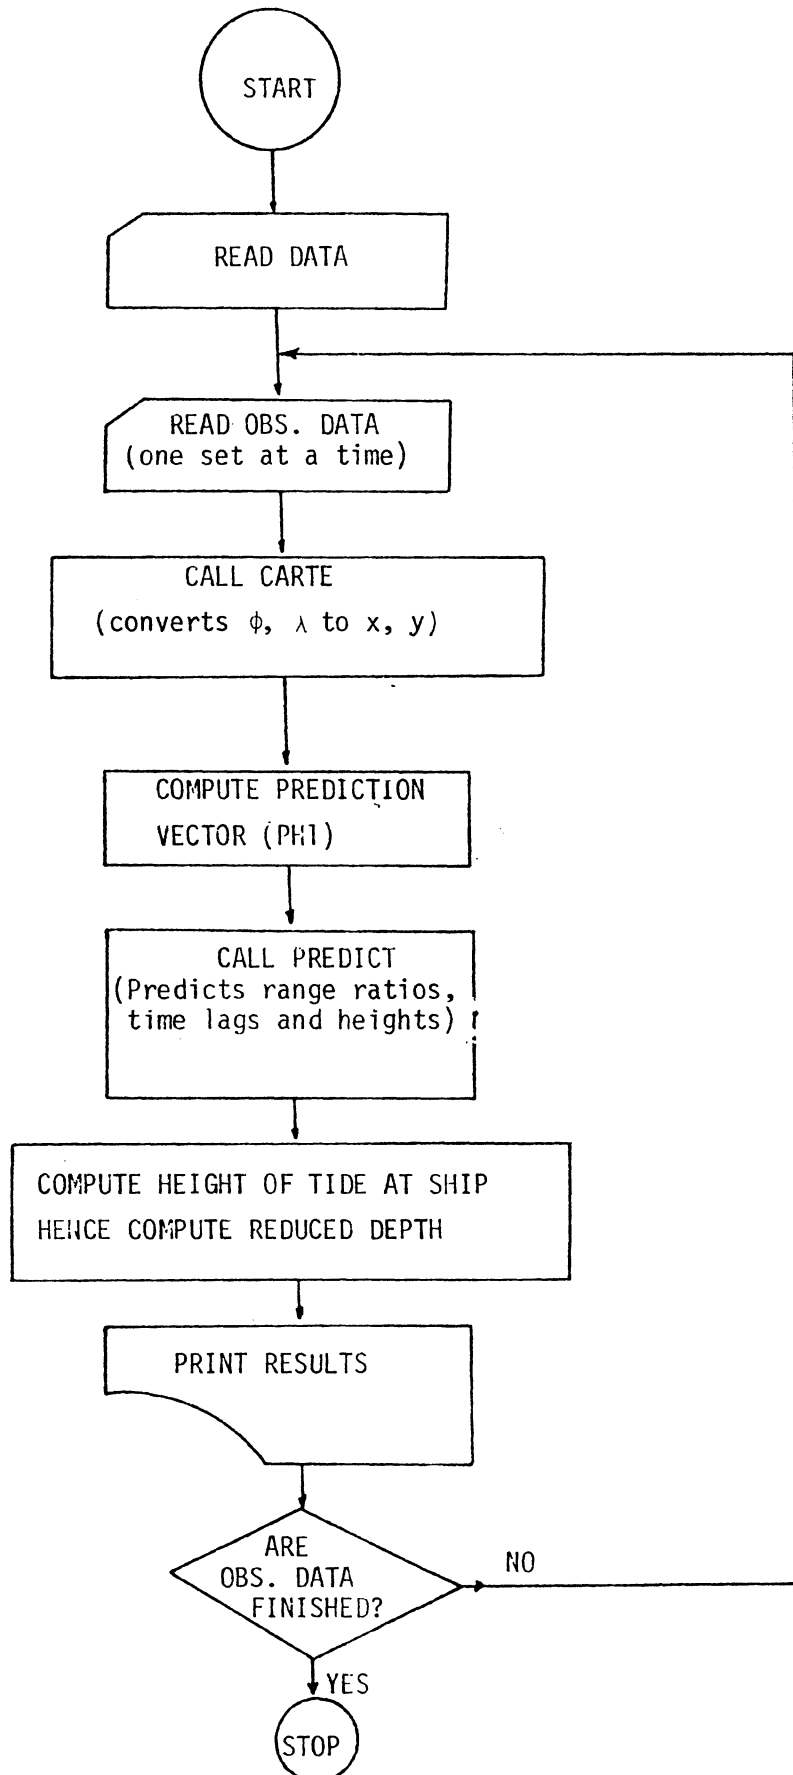 START
READ DATA
READ OBS. DATA
(one set at a time)
CALL CARTE
(converts ϕ, λ to x, y)
COMPUTE PREDICTION
VECTOR (PHI)
CALL PREDICT
(Predicts range ratios,
time lags and heights)
COMPUTE HEIGHT OF TIDE AT SHIP
HENCE COMPUTE REDUCED DEPTH
PRINT RESULTS
ARE
OBS. DATA
FINISHED?
NO
YES
STOP